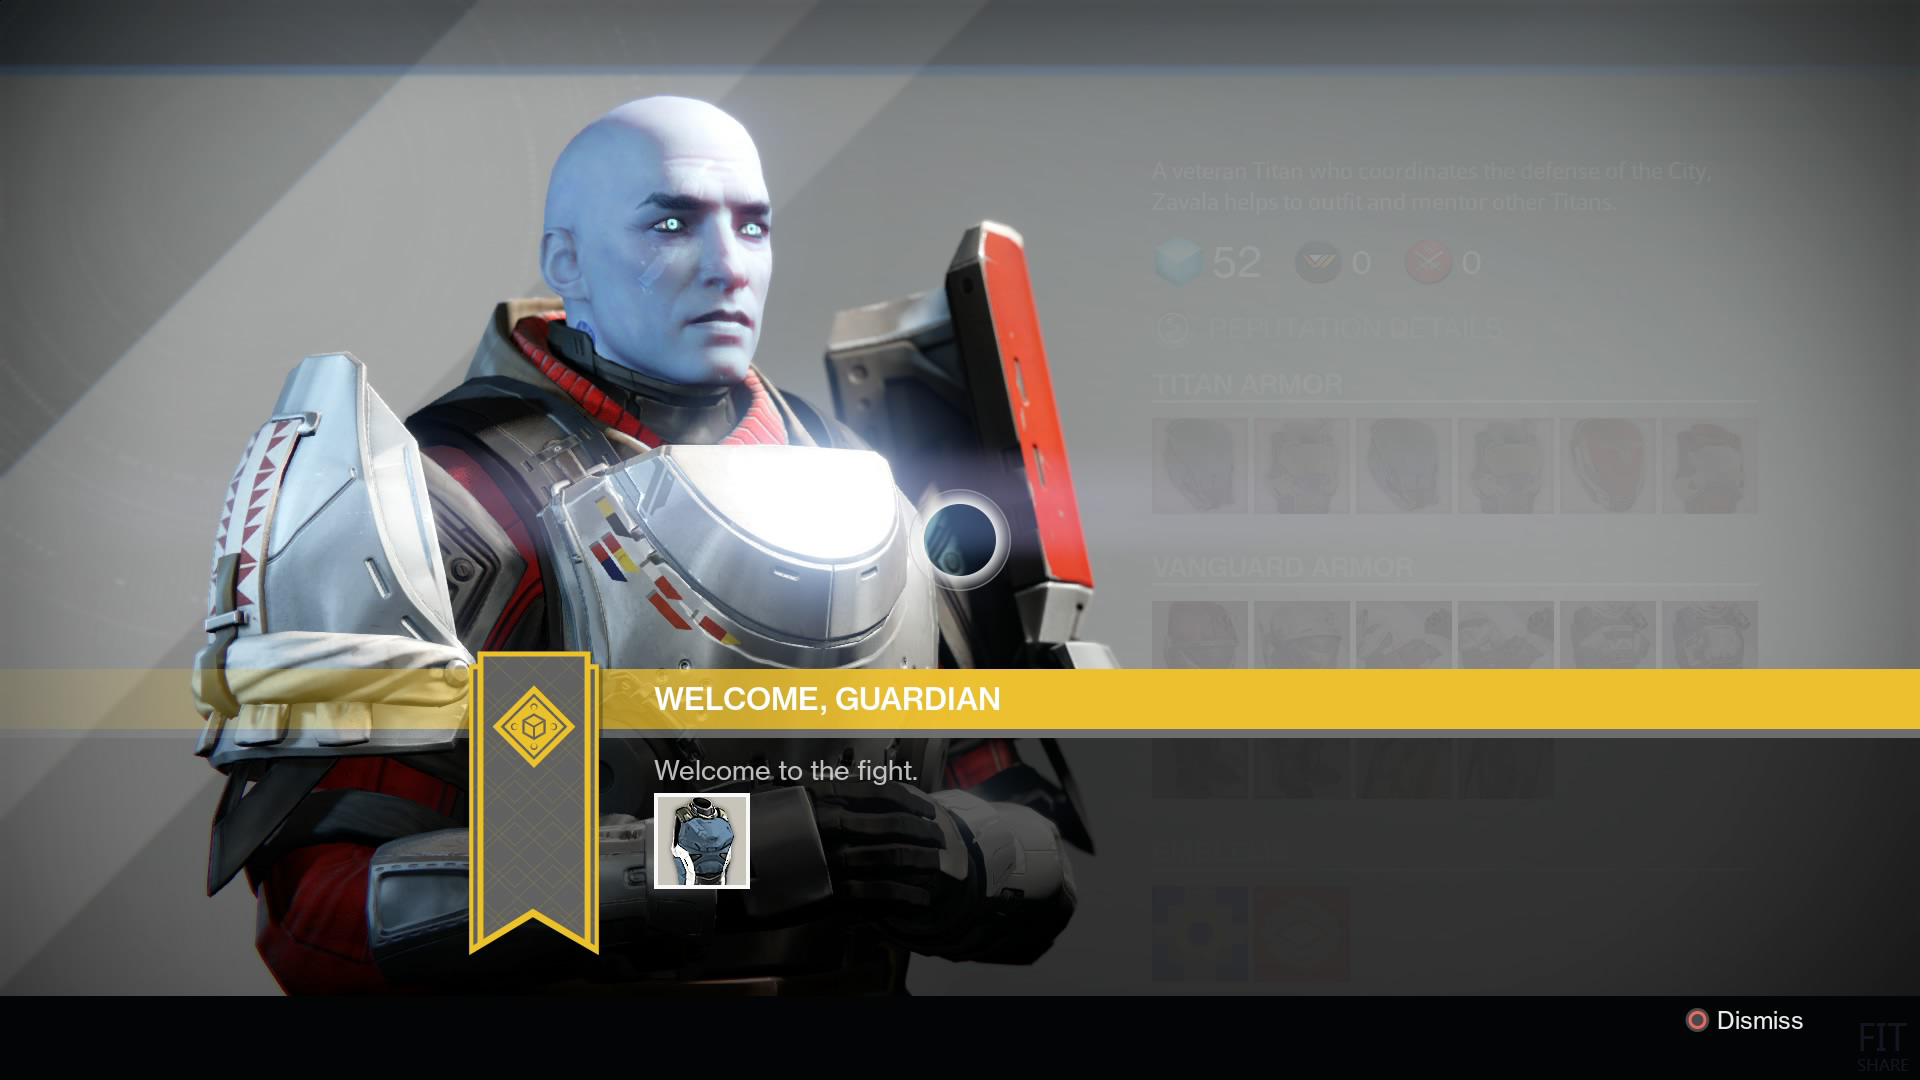 A veteran Titan who coordinates the defense of the City,
Zavala helps to outfit and mentor other Titans.
52 0 0
REPUTATION DETAILS
TITAN ARMOR
VANGUARD ARMOR
WELCOME, GUARDIAN
Welcome to the fight.
Dismiss
FIT
SHARE